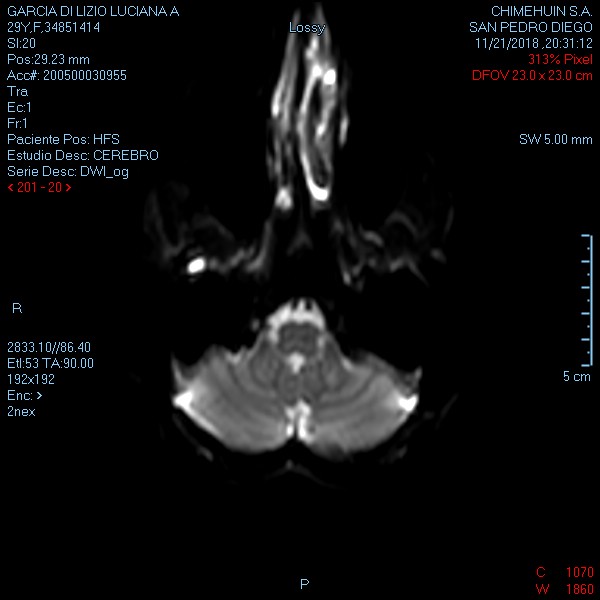 GARCIA DI LIZIO LUCIANA A
29Y,F,34851414
Sl:20
Pos:29.23 mm
Acc#: 200500030955
Tra
Ec:1
Fr:1
Paciente Pos: HFS
Estudio Desc: CEREBRO
Serie Desc: DWI_og
< 201 - 20 >
Lossy
CHIMEHUIN S.A.
SAN PEDRO DIEGO
11/21/2018 ,20:31:12
313% Pixel
DFOV 23.0 x 23.0 cm
SW 5.00 mm
R
2833.10//86.40
Etl:53 TA:90.00
192x192
Enc: >
2nex
5 cm
P
C 1070
W 1860